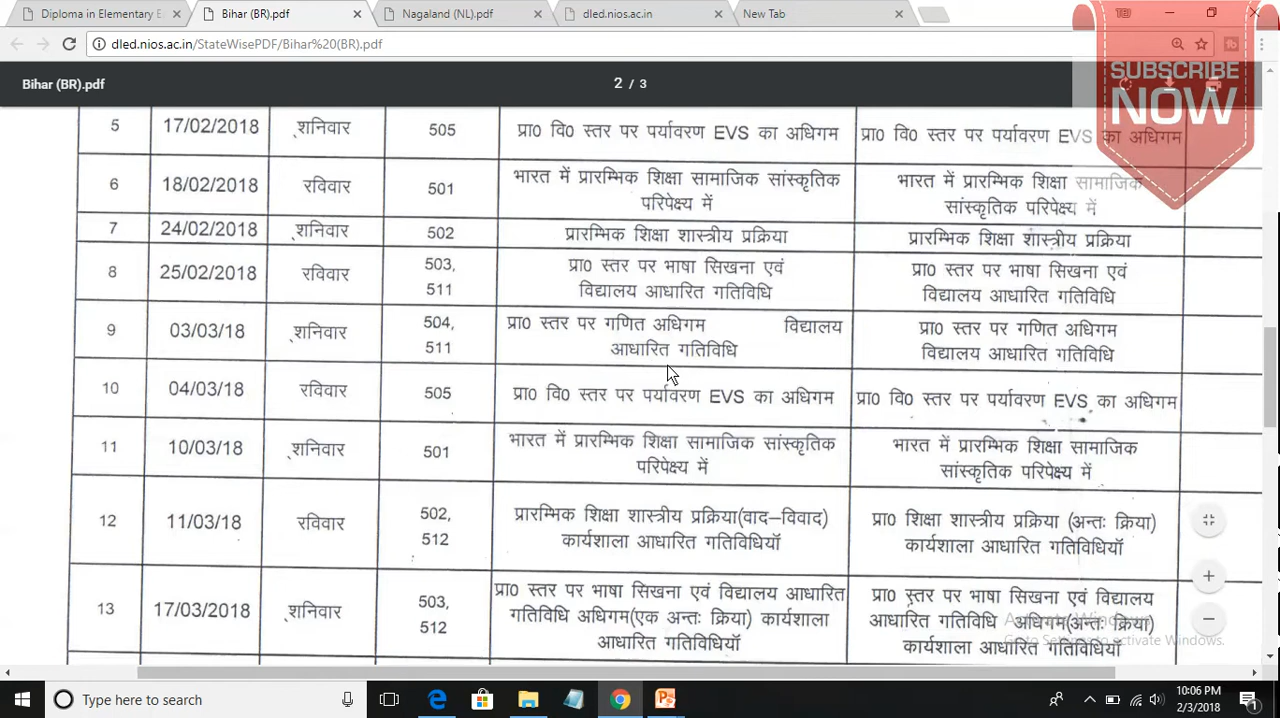 Diploma in Elementary E
Bihar (BR).pdf
Nagaland (NL).pdf
dled.nios.ac.in
New Tab
dled.nios.ac.in/StateWisePDF/Bihar%20(BR).pdf
Bihar (BR).pdf
2 / 3
SUBSCRIBE
NOW
5 17/02/2018 शनिवार 505 प्रा0 वि0 स्तर पर पर्यावरण EVS का अधिगम प्रा0 वि0 स्तर पर पर्यावरण EVS का अधिगम
6 18/02/2018 रविवार 501 भारत में प्रारम्भिक शिक्षा सामाजिक सांस्कृतिक भारत में प्रारम्भिक शिक्षा सामाजिक
परिपेक्ष्य में सांस्कृतिक परिपेक्ष्य में
7 24/02/2018 शनिवार 502 प्रारम्भिक शिक्षा शास्त्रीय प्रक्रिया प्रारम्भिक शिक्षा शास्त्रीय प्रक्रिया
8 25/02/2018 रविवार 503, प्रा0 स्तर पर भाषा सिखना एवं प्रा0 स्तर पर भाषा सिखना एवं
511 विद्यालय आधारित गतिविधि विद्यालय आधारित गतिविधि
9 03/03/18 शनिवार 504, प्रा0 स्तर पर गणित अधिगम विद्यालय प्रा0 स्तर पर गणित अधिगम
511 आधारित गतिविधि विद्यालय आधारित गतिविधि
10 04/03/18 रविवार 505 प्रा0 वि0 स्तर पर पर्यावरण EVS का अधिगम प्रा0 वि0 स्तर पर पर्यावरण EVS का अधिगम
11 10/03/18 शनिवार 501 भारत में प्रारम्भिक शिक्षा सामाजिक सांस्कृतिक भारत में प्रारम्भिक शिक्षा सामाजिक
परिपेक्ष्य में सांस्कृतिक परिपेक्ष्य में
12 11/03/18 रविवार 502, प्रारम्भिक शिक्षा शास्त्रीय प्रक्रिया(वाद–विवाद) प्रा0 शिक्षा शास्त्रीय प्रक्रिया (अन्तः क्रिया)
512 कार्यशाला आधारित गतिविधियॉ कार्यशाला आधारित गतिविधियॉ
13 17/03/2018 शनिवार 503, प्रा0 स्तर पर भाषा सिखना एवं विद्यालय आधारित प्रा0 स्तर पर भाषा सिखना एवं विद्यालय
512 गतिविधि अधिगम(एक अन्तः क्रिया) कार्यशाला आधारित गतिविधि अधिगम(अन्तः क्रिया)
आधारित गतिविधियॉ कार्यशाला आधारित गतिविधियॉ
Activate Windows
Go to Settings to activate Windows.
Type here to search
10:06 PM
2/3/2018